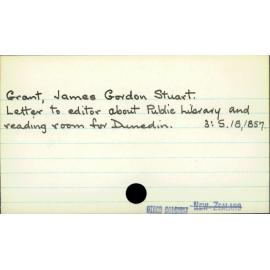 Grant, James Gordon Stuart.
Letter to editor about Public Library and
reading room for Dunedin. 3: S.18,1857
NEW ZEALAND